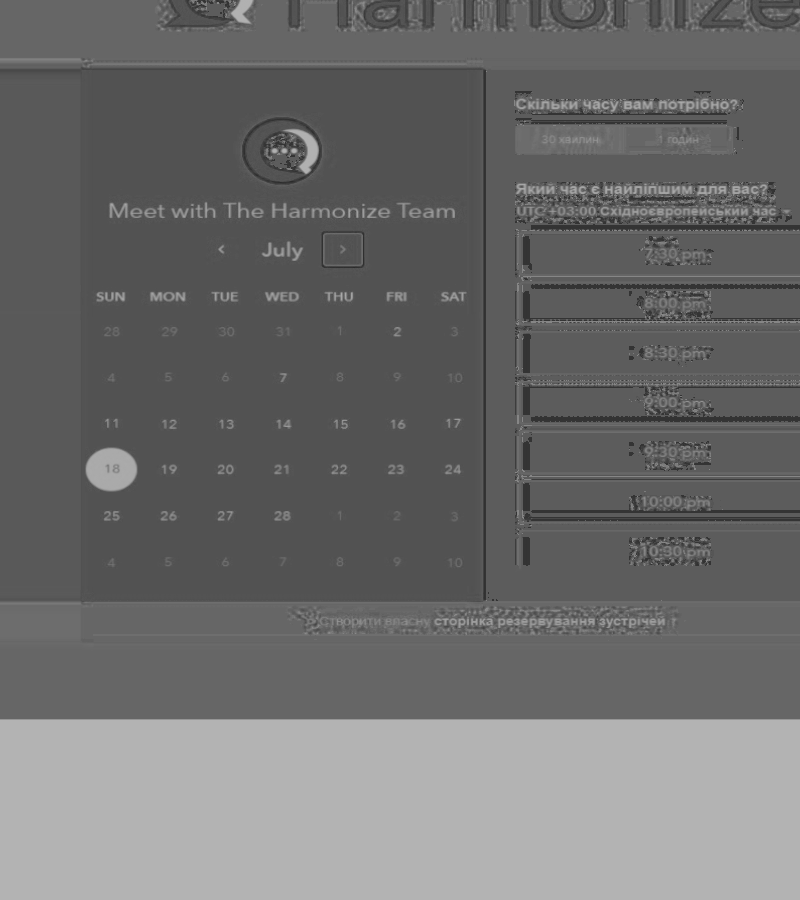 Harmonize
Meet with The Harmonize Team
‹ July ›
SUN MON TUE WED THU FRI SAT
28 29 30 31 1 2 3
4 5 6 7 8 9 10
11 12 13 14 15 16 17
18 19 20 21 22 23 24
25 26 27 28 1 2 3
4 5 6 7 8 9 10
Скільки часу вам потрібно?
30 хвилин 1 годин
Який час є найліпшим для вас?
UTC +03:00 Східноєвропейський час
7:30 pm
8:00 pm
8:30 pm
9:00 pm
9:30 pm
10:00 pm
10:30 pm
Створити власну сторінка резервування зустрічей